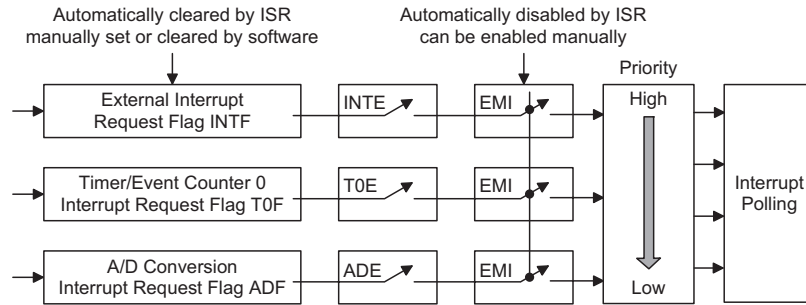 Automatically cleared by ISR
manually set or cleared by software
Automatically disabled by ISR
can be enabled manually
Priority
External Interrupt
Request Flag INTF
INTE
EMI
High
Timer/Event Counter 0
Interrupt Request Flag T0F
T0E
EMI
Interrupt
Polling
A/D Conversion
Interrupt Request Flag ADF
ADE
EMI
Low